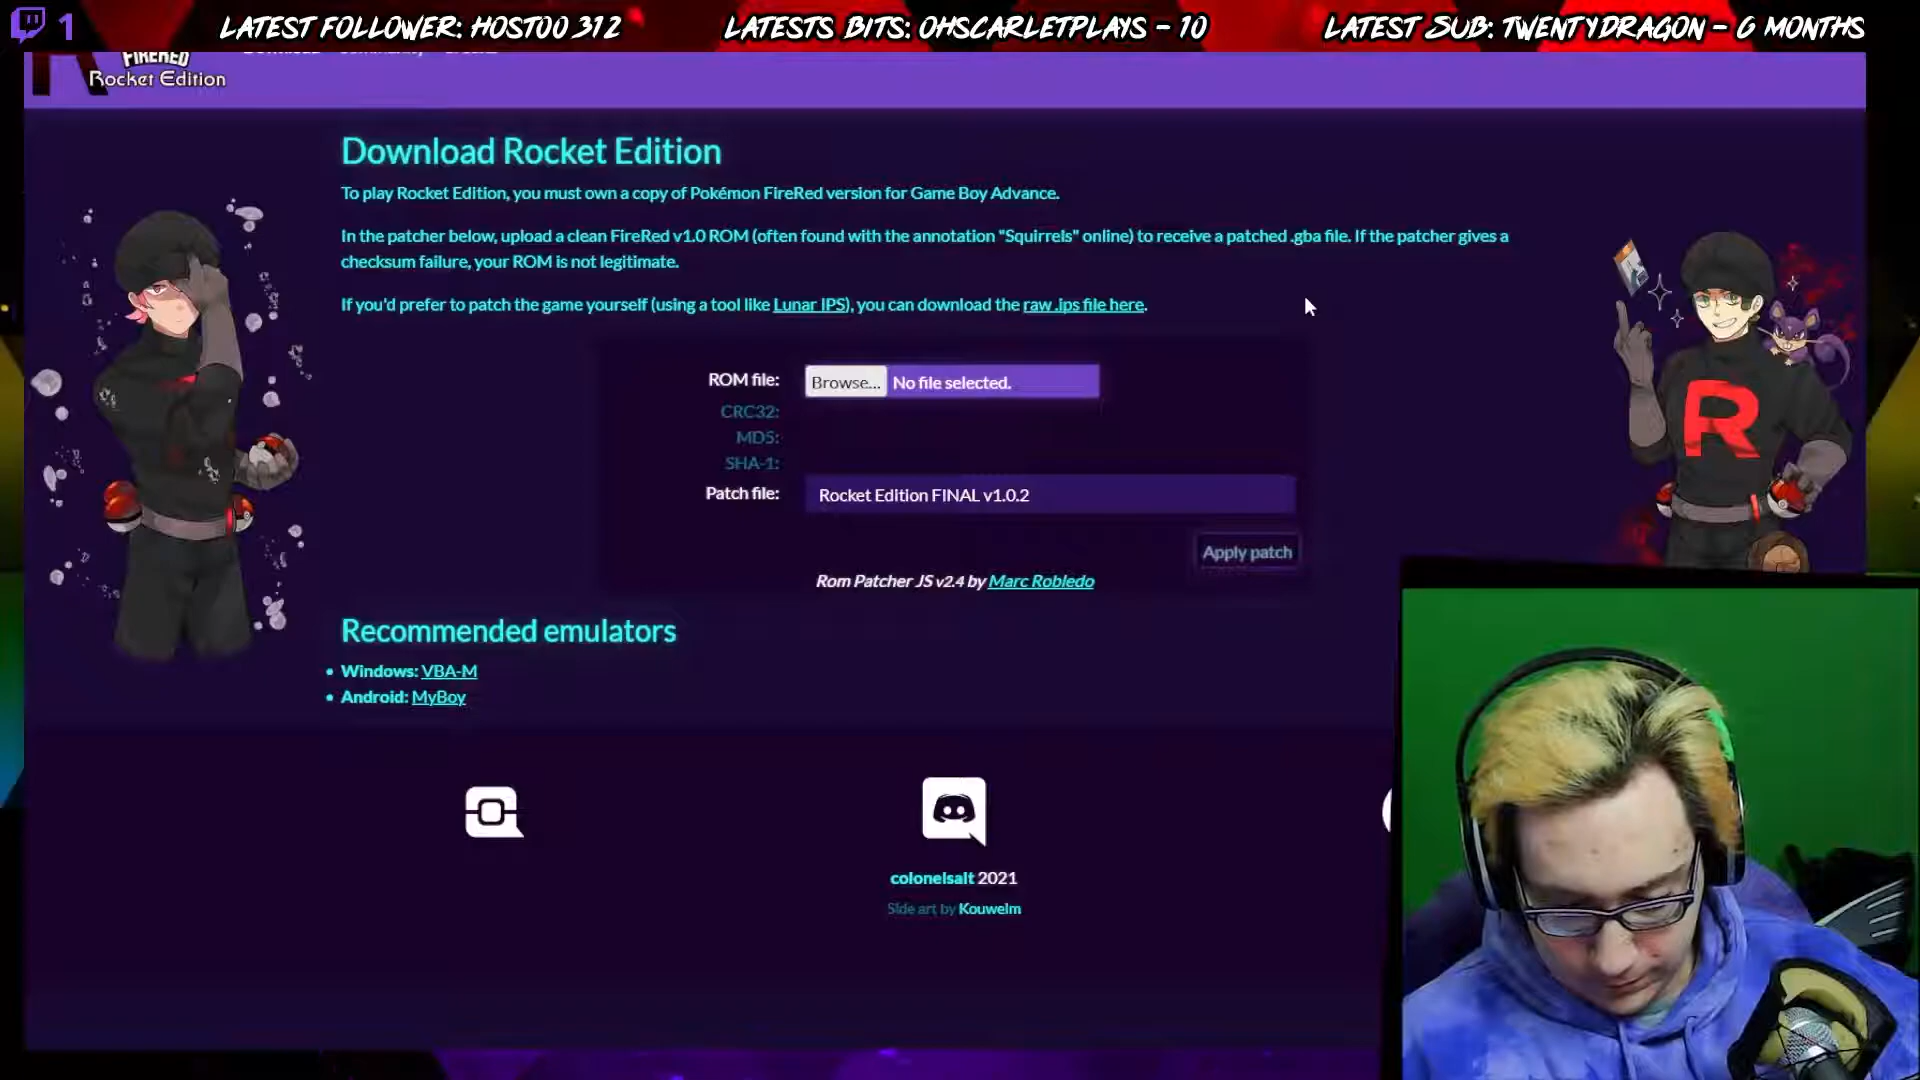 1
LATEST FOLLOWER: HOSTOO312
LATESTS BITS: OHSCARLETPLAYS - 10
LATEST SUB: TWENTYDRAGON - 6 MONTHS
FIRERED
Rocket Edition
Download Rocket Edition
To play Rocket Edition, you must own a copy of Pokémon FireRed version for Game Boy Advance.
In the patcher below, upload a clean FireRed v1.0 ROM (often found with the annotation "Squirrels" online) to receive a patched .gba file. If the patcher gives a
checksum failure, your ROM is not legitimate.
If you'd prefer to patch the game yourself (using a tool like Lunar IPS), you can download the raw .ips file here.
ROM file: Browse... No file selected.
CRC32:
MD5:
SHA-1:
Patch file: Rocket Edition FINAL v1.0.2
Apply patch
Rom Patcher JS v2.4 by Marc Robledo
R
Recommended emulators
• Windows: VBA-M
• Android: MyBoy
colonelsalt 2021
Side art by Kouwelm